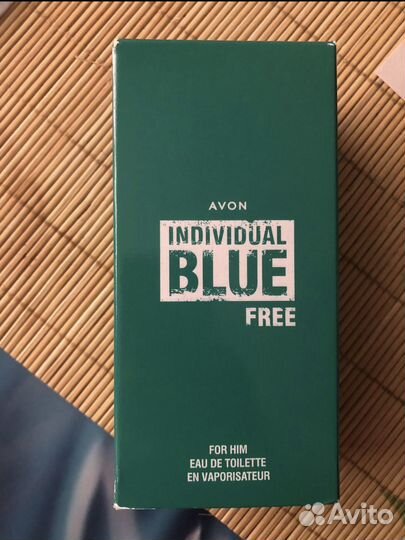 AVON
INDIVIDUAL
BLUE
FREE
FOR HIM
EAU DE TOILETTE
EN VAPORISATEUR
Avito